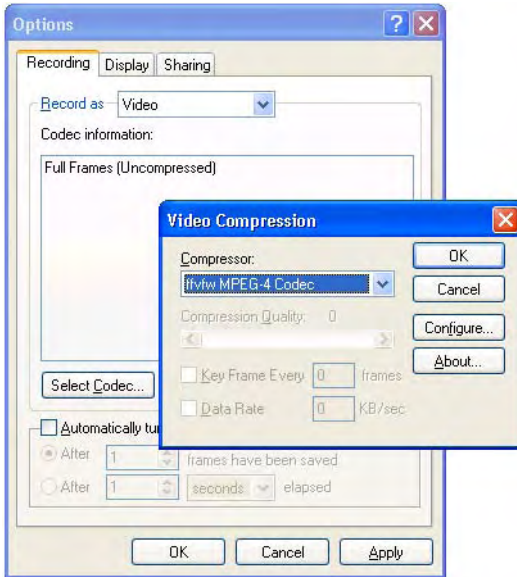 Options
Recording Display Sharing
Record as Video
Codec information:
Full Frames (Uncompressed)
Select Codec...
Video Compression
Compressor:
ffvfw MPEG-4 Codec
Compression Quality: 0
Key Frame Every 0 frames
Data Rate 0 KB/sec
OK
Cancel
Configure...
About...
After 1 frames have been saved
After 1 seconds elapsed
OK Cancel Apply